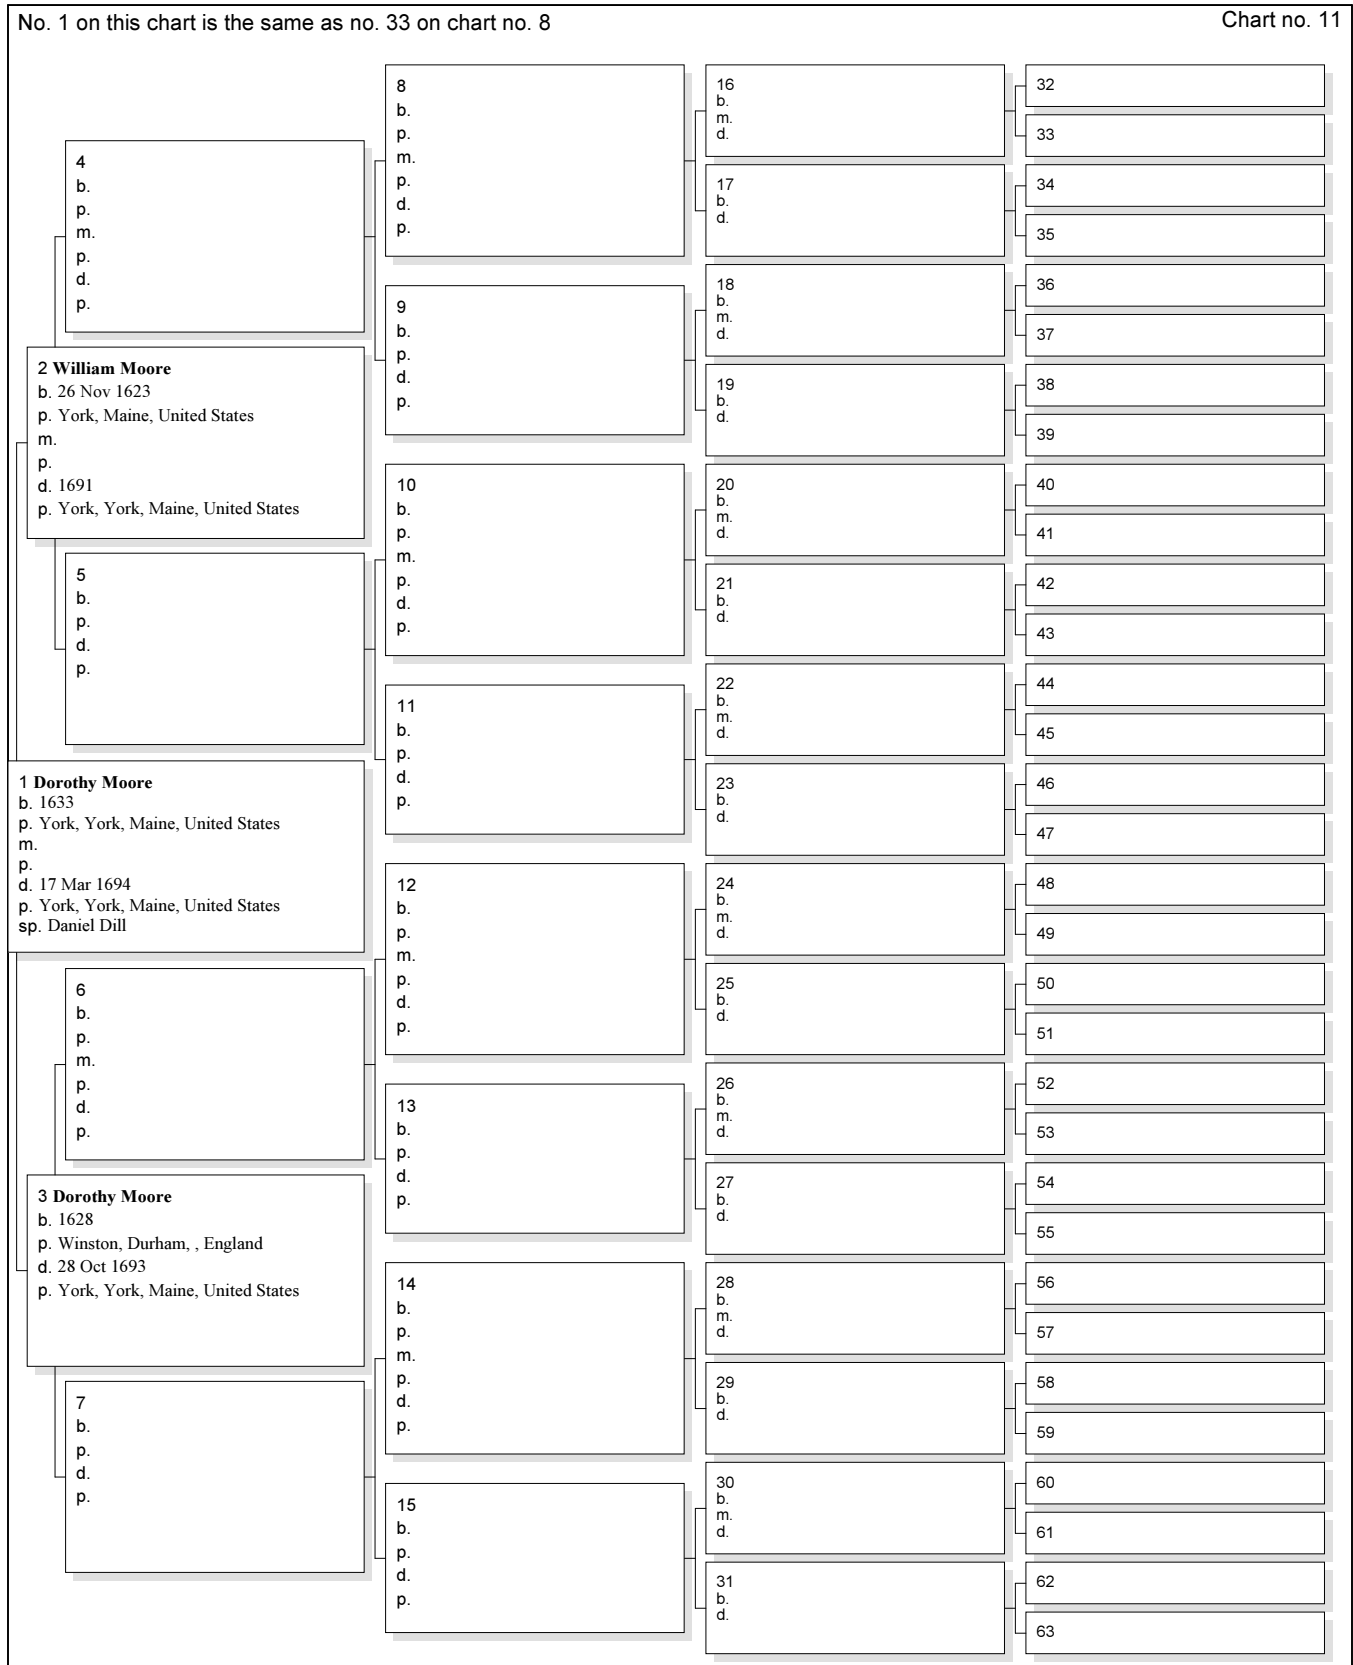 No. 1 on this chart is the same as no. 33 on chart no. 8
Chart no. 11
1 Dorothy Moore
b. 1633
p. York, York, Maine, United States
m.
p.
d. 17 Mar 1694
p. York, York, Maine, United States
sp. Daniel Dill
2 William Moore
b. 26 Nov 1623
p. York, Maine, United States
m.
p.
d. 1691
p. York, York, Maine, United States
3 Dorothy Moore
b. 1628
p. Winston, Durham, , England
d. 28 Oct 1693
p. York, York, Maine, United States
4
b.
p.
m.
p.
d.
p.
5
b.
p.
d.
p.
6
b.
p.
m.
p.
d.
p.
7
b.
p.
d.
p.
8
b.
p.
m.
p.
d.
p.
9
b.
p.
d.
p.
10
b.
p.
m.
p.
d.
p.
11
b.
p.
d.
p.
12
b.
p.
m.
p.
d.
p.
13
b.
p.
d.
p.
14
b.
p.
m.
p.
d.
p.
15
b.
p.
d.
p.
16
b.
m.
d.
17
b.
d.
18
b.
m.
d.
19
b.
d.
20
b.
m.
d.
21
b.
d.
22
b.
m.
d.
23
b.
d.
24
b.
m.
d.
25
b.
d.
26
b.
m.
d.
27
b.
d.
28
b.
m.
d.
29
b.
d.
30
b.
m.
d.
31
b.
d.
32
33
34
35
36
37
38
39
40
41
42
43
44
45
46
47
48
49
50
51
52
53
54
55
56
57
58
59
60
61
62
63